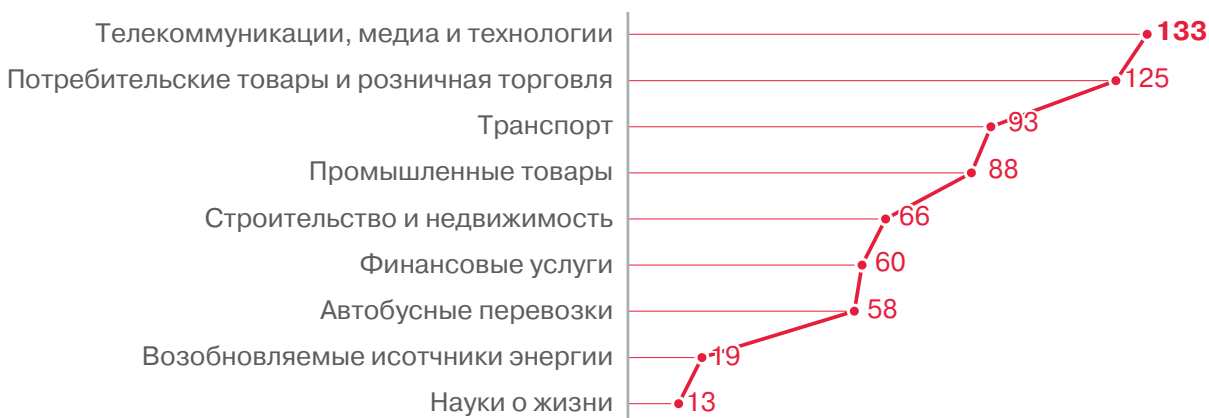 Телекоммуникации, медиа и технологии 133
Потребительские товары и розничная торговля 125
Транспорт 93
Промышленные товары 88
Строительство и недвижимость 66
Финансовые услуги 60
Автобусные перевозки 58
Возобновляемые исотчники энергии 19
Науки о жизни 13